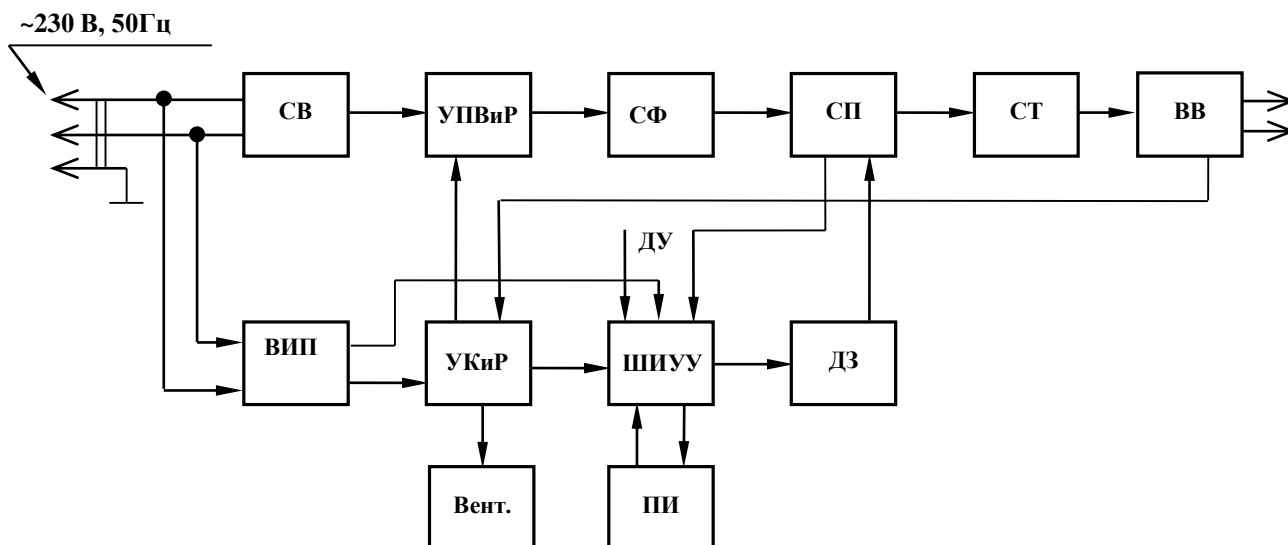 ~230 В, 50Гц
СВ
УПВиР
СФ
СП
СТ
ВВ
ДУ
ВИП
УКиР
ШИУУ
ДЗ
Вент.
ПИ